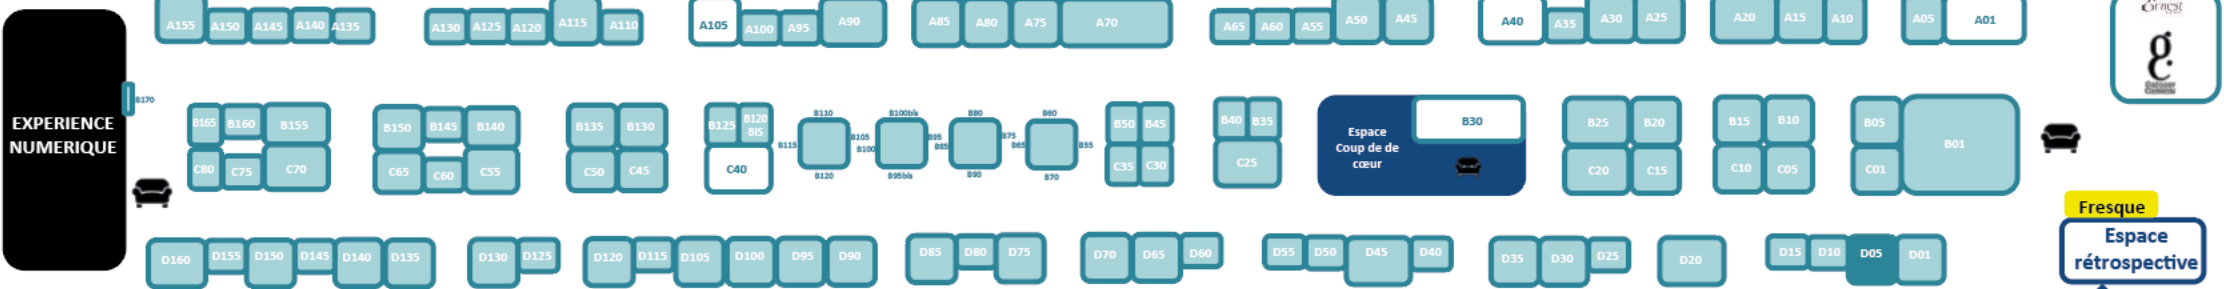 A155 A150 A145 A140 A135 A130 A125 A120 A115 A110 A105 A100 A95 A90 A85 A80 A75 A70 A65 A60 A55 A50 A45 A40 A35 A30 A25 A20 A15 A10 A05 A01
Ernest
g
EXPERIENCE
NUMERIQUE
B170
B165 B160 B155 B150 B145 B140 B135 B130 B125 B120
BIS
B110 B100bis B80 B60
B115 B105 B100 B95 B85 B75 B65 B55
B120 B95bis B90 B70
B50 B45 B40 B35
Espace
Coup de de
cœur
B30
B25 B20 B15 B10 B05 B01
C80 C75 C70 C65 C60 C55 C50 C45 C40 C35 C30 C25 C20 C15 C10 C05 C01
Fresque
Espace
rétrospective
D160 D155 D150 D145 D140 D135 D130 D125 D120 D115 D105 D100 D95 D90 D85 D80 D75 D70 D65 D60 D55 D50 D45 D40 D35 D30 D25 D20 D15 D10 D05 D01